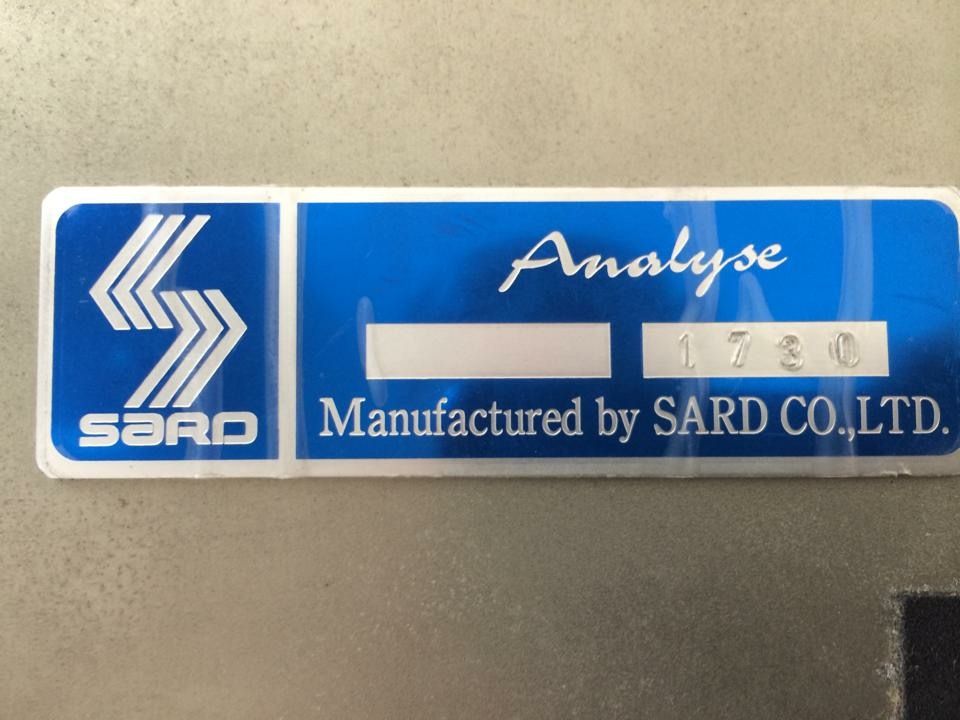 SARD
Analyse
1730
Manufactured by SARD CO.,LTD.